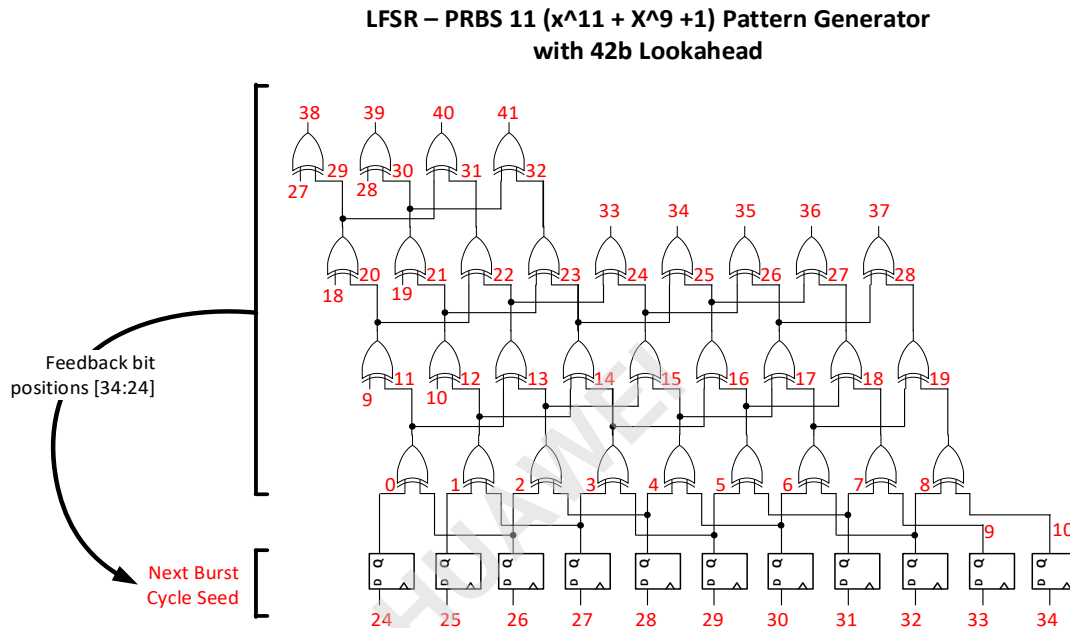 LFSR – PRBS 11 (x^11 + X^9 +1) Pattern Generator
with 42b Lookahead
38 39 40 41
29 30 31 32
27 28
33 34 35 36 37
20 21 22 23 24 25 26 27 28
18 19
Feedback bit
positions [34:24]
11 12 13 14 15 16 17 18 19
9 10
0 1 2 3 4 5 6 7 8
9 10
Next Burst
Cycle Seed
D Q D Q D Q D Q D Q D Q D Q D Q D Q D Q D Q
24 25 26 27 28 29 30 31 32 33 34
HUAWEI